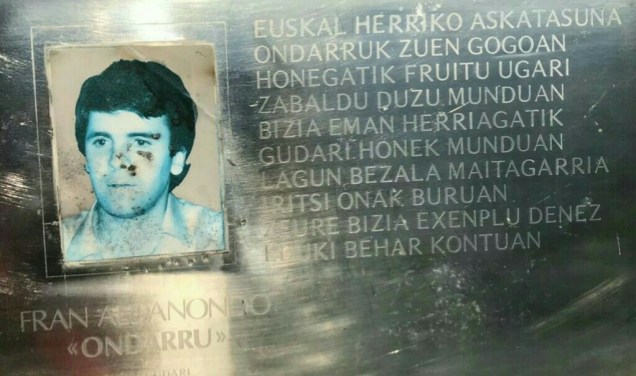 EUSKAL HERRIKO ASKATASUNA
ONDARRUK ZUEN GOGOAN
HONEGATIK FRUITU UGARI
ZABALDU DUZU MUNDUAN
BIZIA EMAN HERRIAGATIK
GUDARI HONEK MUNDUAN
LAGUN BEZALA MAITAGARRIA
IRITSI ONAK BURUAN
ZEURE BIZIA EXENPLU DENEZ
BEHAR KONTUAN
FRAN
«ONDARRU»